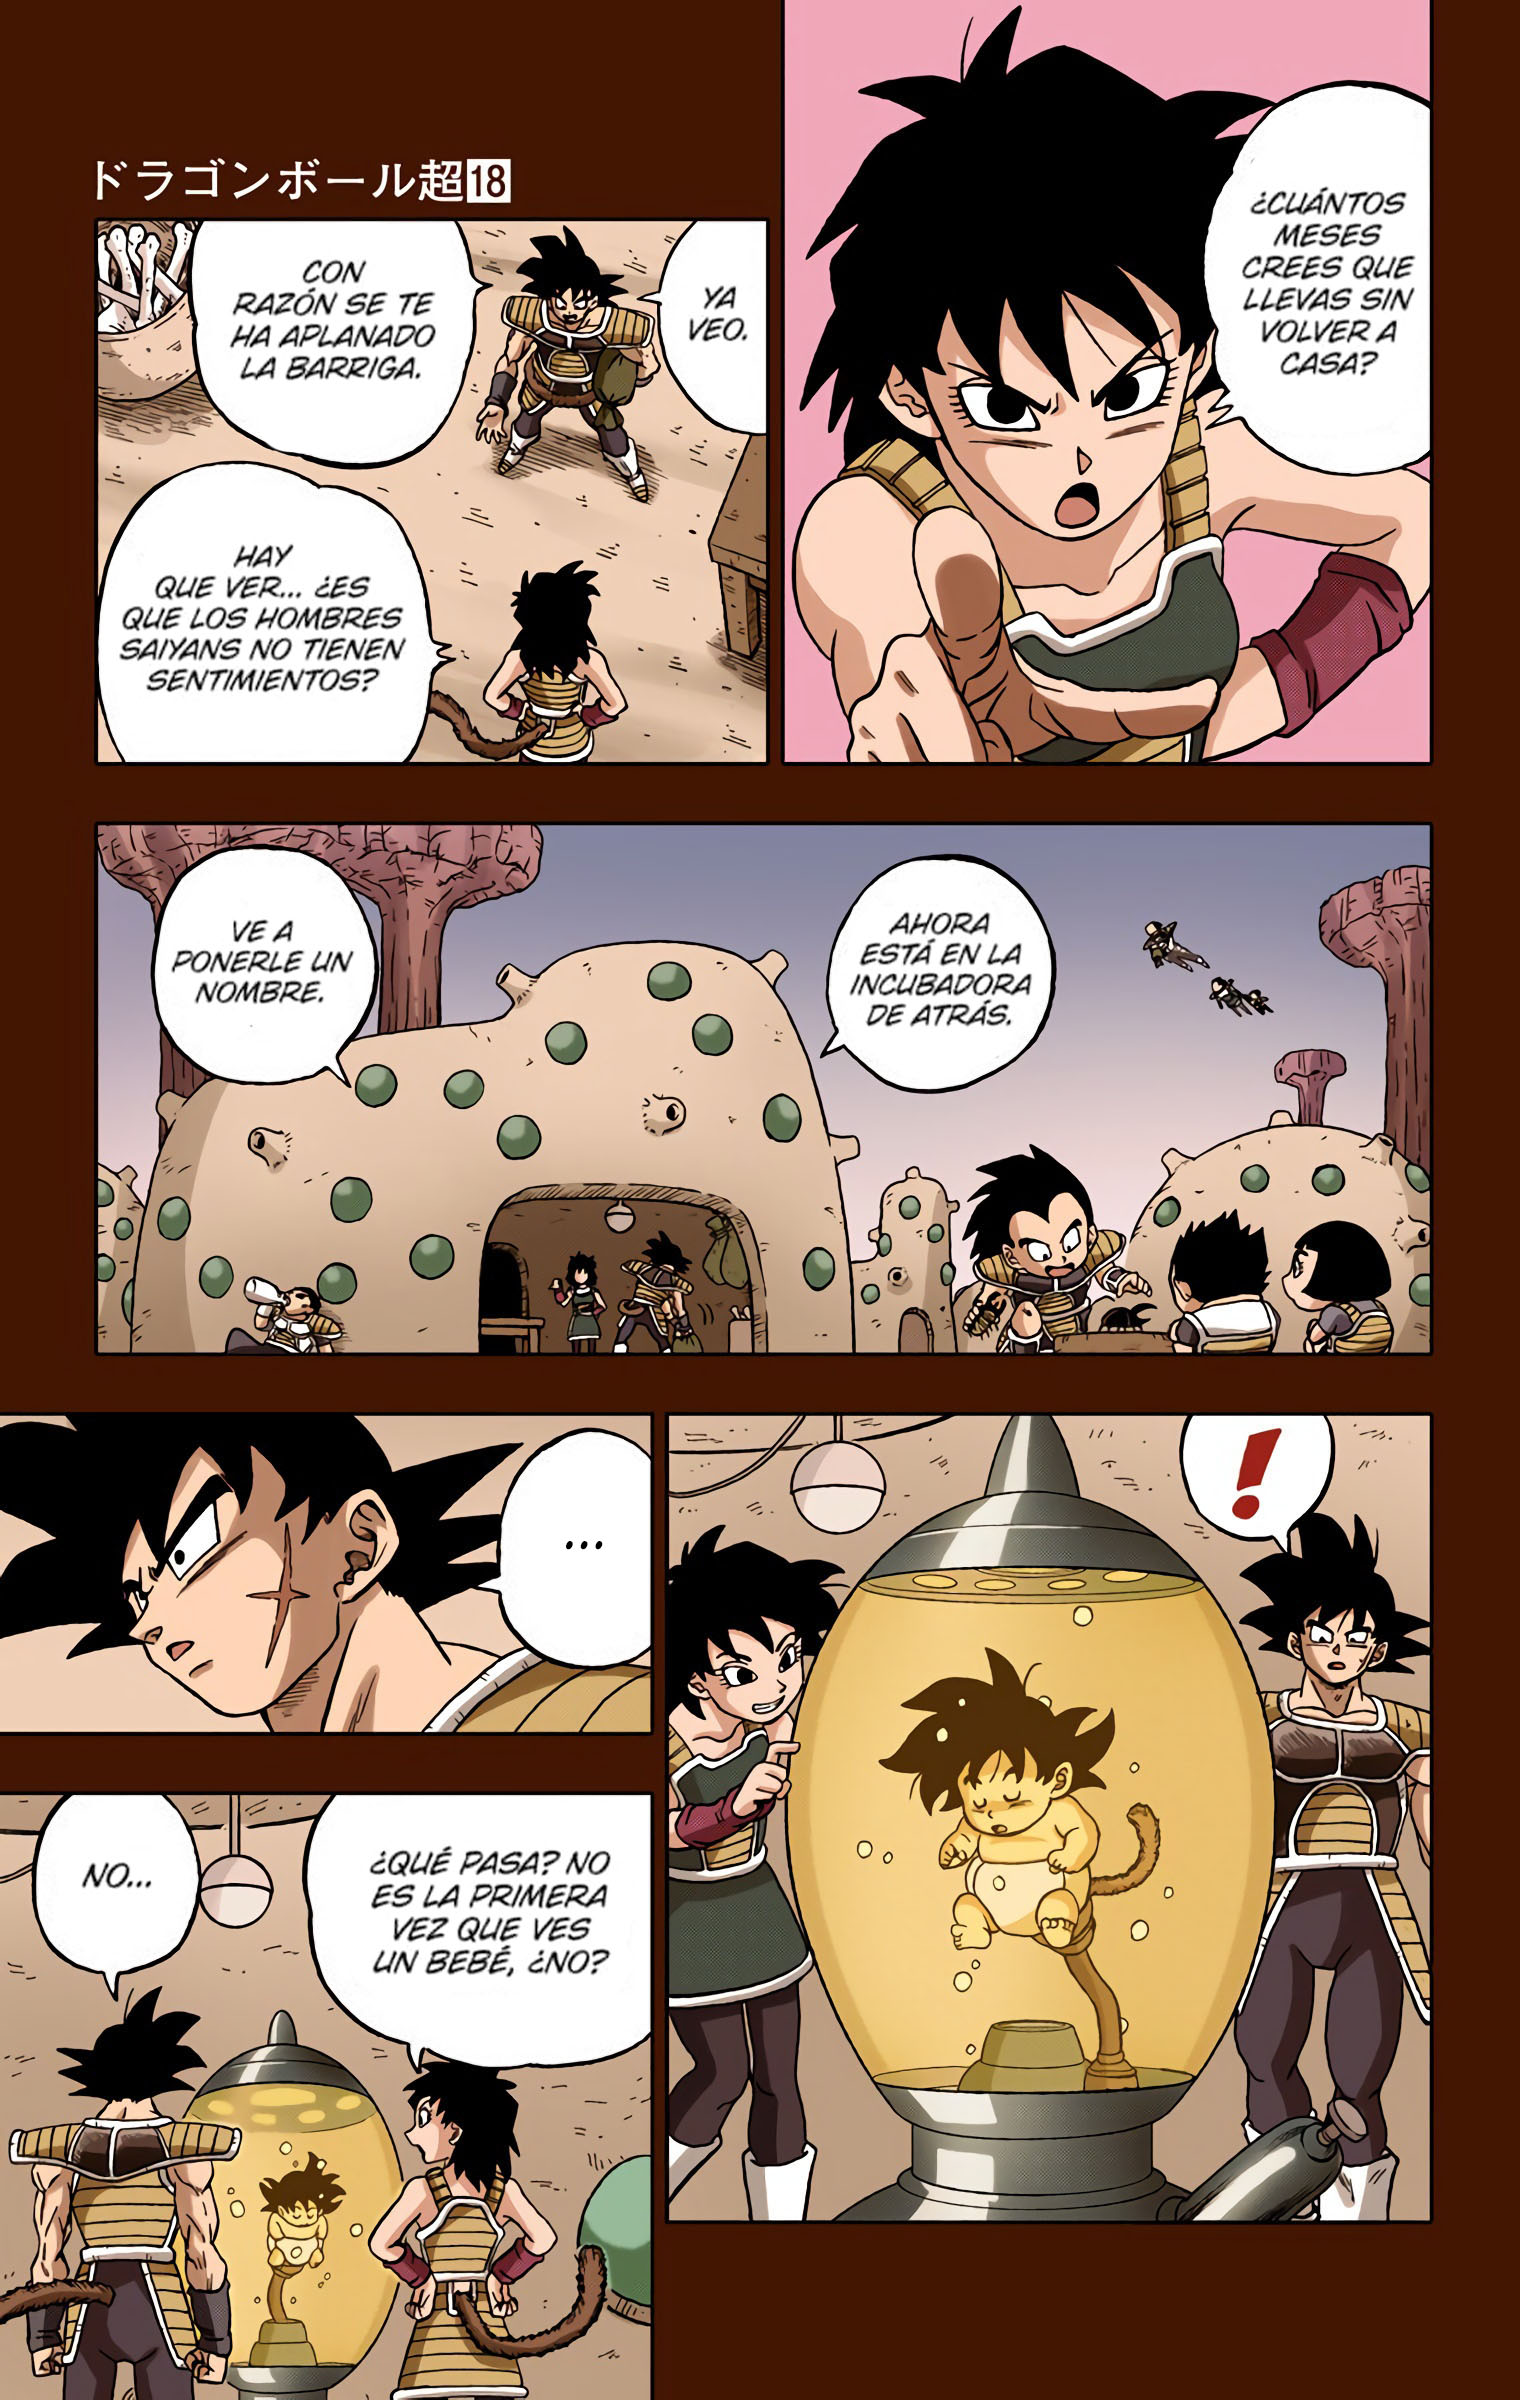 ドラゴンボール超18
¿CUÁNTOS
MESES
CREES QUE
LLEVAS SIN
VOLVER A
CASA?
YA
VEO.
CON
RAZÓN SE TE
HA APLANADO
LA BARRIGA.
HAY
QUE VER... ¿ES
QUE LOS HOMBRES
SAIYANS NO TIENEN
SENTIMIENTOS?
AHORA
ESTÁ EN LA
INCUBADORA
DE ATRÁS.
VE A
PONERLE UN
NOMBRE.
!
...
¿QUÉ PASA? NO
ES LA PRIMERA
VEZ QUE VES
UN BEBÉ, ¿NO?
NO...